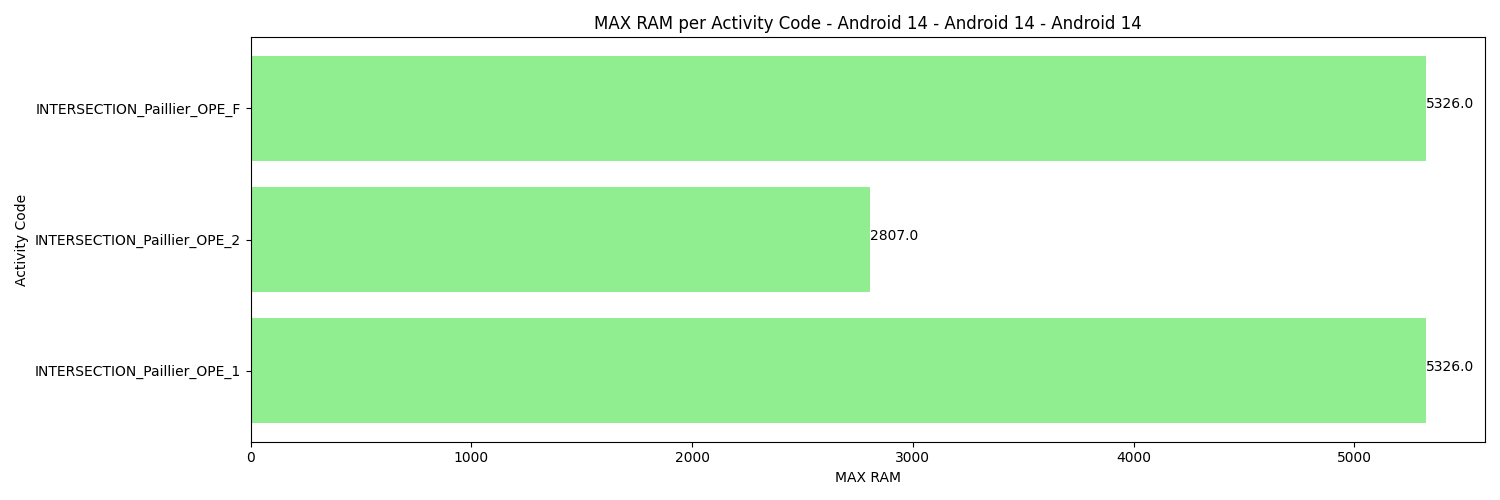 MAX RAM per Activity Code - Android 14 - Android 14 - Android 14
Activity Code
INTERSECTION_Paillier_OPE_F
5326.0
INTERSECTION_Paillier_OPE_2
2807.0
INTERSECTION_Paillier_OPE_1
5326.0
0 1000 2000 3000 4000 5000
MAX RAM